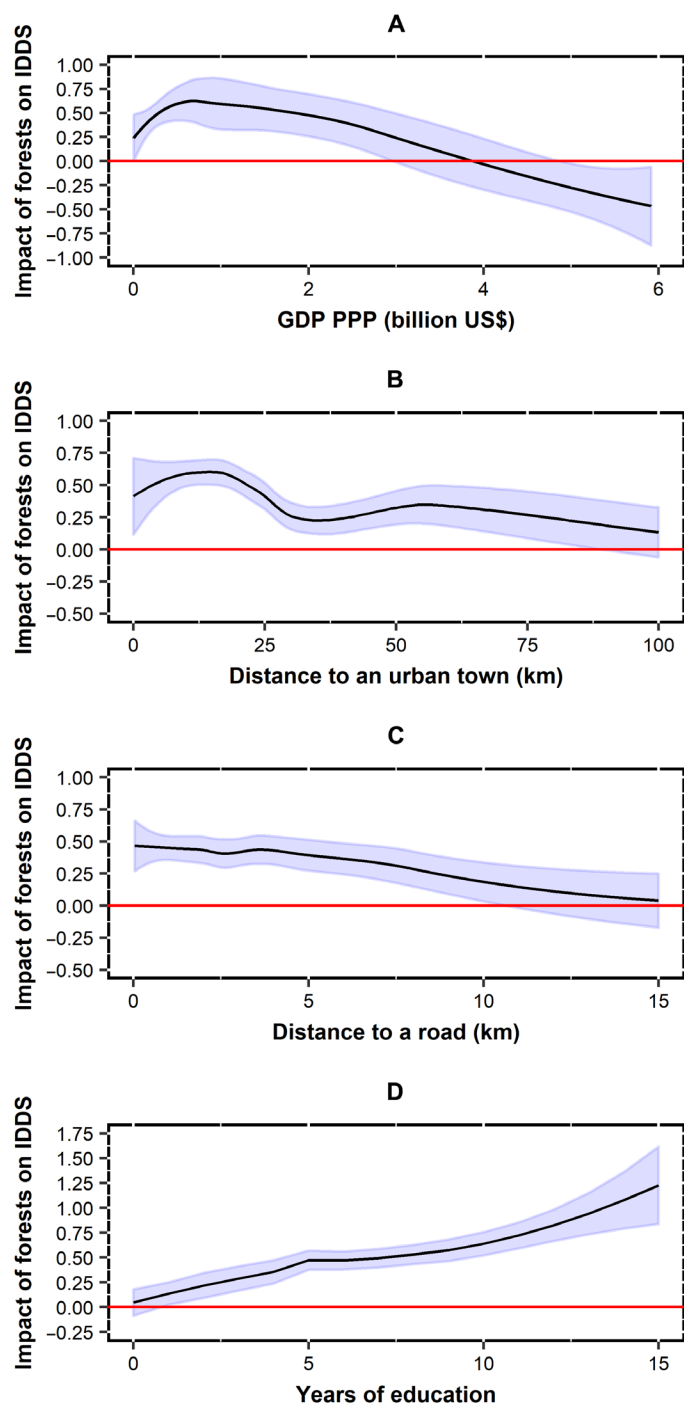 A
Impact of forests on IDDS
1.00
0.75
0.50
0.25
0.00
−0.25
−0.50
−0.75
−1.00
0 2 4 6
GDP PPP (billion US$)
B
Impact of forests on IDDS
1.00
0.75
0.50
0.25
0.00
−0.25
−0.50
0 25 50 75 100
Distance to an urban town (km)
C
Impact of forests on IDDS
1.00
0.75
0.50
0.25
0.00
−0.25
−0.50
0 5 10 15
Distance to a road (km)
D
Impact of forests on IDDS
1.75
1.50
1.25
1.00
0.75
0.50
0.25
0.00
−0.25
0 5 10 15
Years of education